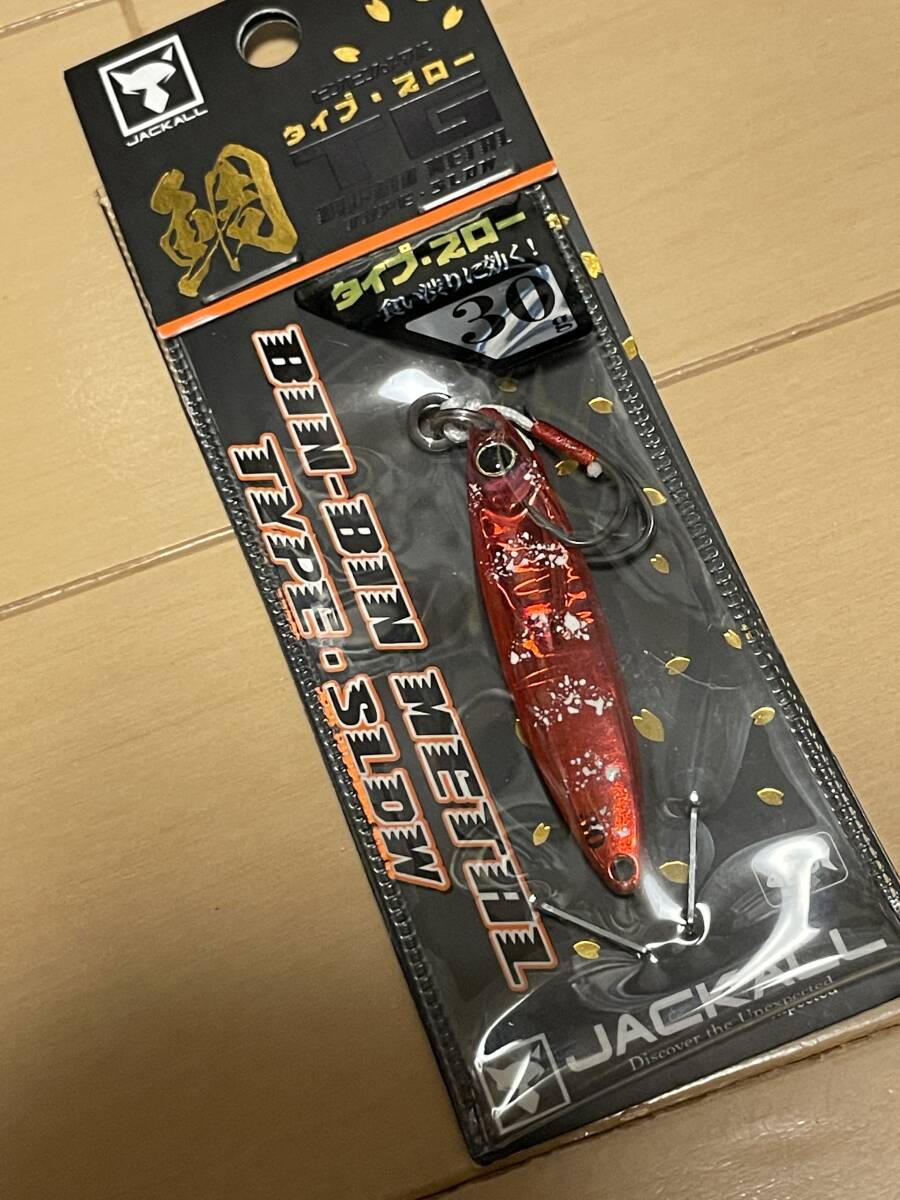 JACKALL
鯛
ビンビンメタル
タイプ・スロー
TG
BIN-BIN METAL
TYPE・SLOW
タイプ・スロー
食い渋りに効く!
30g
BIN-BIN METAL
TYPE・SLOW
JACKALL
Discover the Unexpected